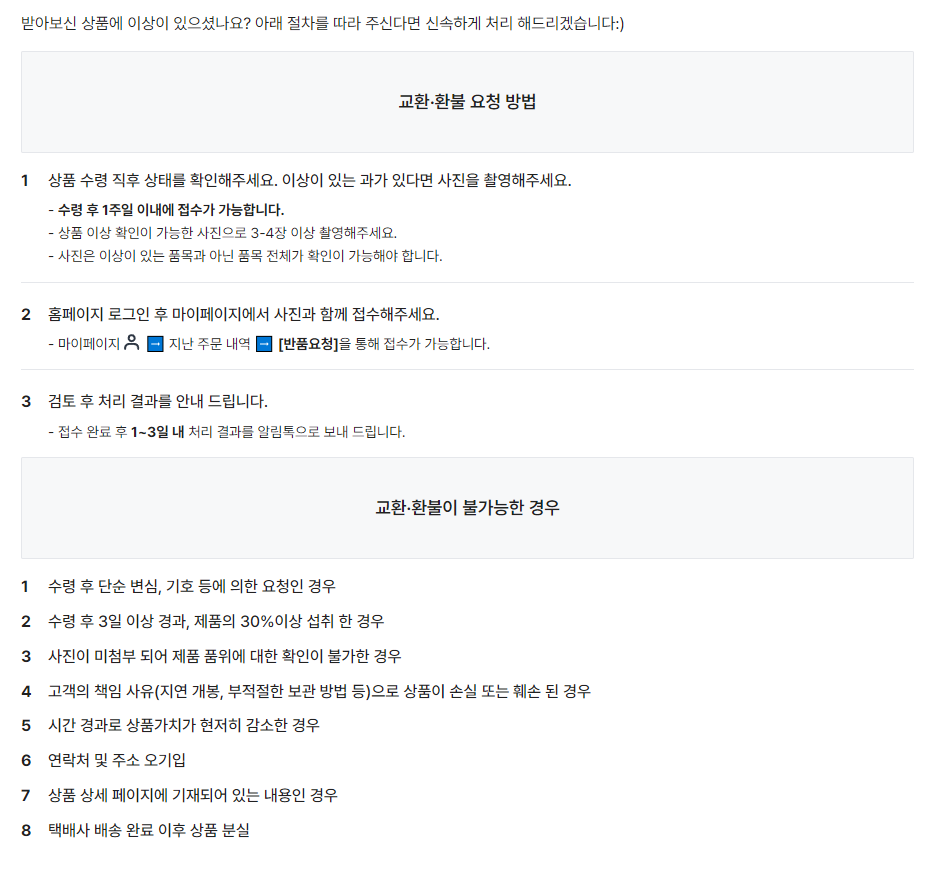 받아보신 상품에 이상이 있으셨나요? 아래 절차를 따라 주신다면 신속하게 처리 해드리겠습니다:)
교환·환불 요청 방법
1 상품 수령 직후 상태를 확인해주세요. 이상이 있는 과가 있다면 사진을 촬영해주세요.
- 수령 후 1주일 이내에 접수가 가능합니다.
- 상품 이상 확인이 가능한 사진으로 3-4장 이상 촬영해주세요.
- 사진은 이상이 있는 품목과 아닌 품목 전체가 확인이 가능해야 합니다.
2 홈페이지 로그인 후 마이페이지에서 사진과 함께 접수해주세요.
- 마이페이지 → 지난 주문 내역 → [반품요청]을 통해 접수가 가능합니다.
3 검토 후 처리 결과를 안내 드립니다.
- 접수 완료 후 1~3일 내 처리 결과를 알림톡으로 보내 드립니다.
교환·환불이 불가능한 경우
1 수령 후 단순 변심, 기호 등에 의한 요청인 경우
2 수령 후 3일 이상 경과, 제품의 30%이상 섭취 한 경우
3 사진이 미첨부 되어 제품 품위에 대한 확인이 불가한 경우
4 고객의 책임 사유(지연 개봉, 부적절한 보관 방법 등)으로 상품이 손실 또는 훼손 된 경우
5 시간 경과로 상품가치가 현저히 감소한 경우
6 연락처 및 주소 오기입
7 상품 상세 페이지에 기재되어 있는 내용인 경우
8 택배사 배송 완료 이후 상품 분실